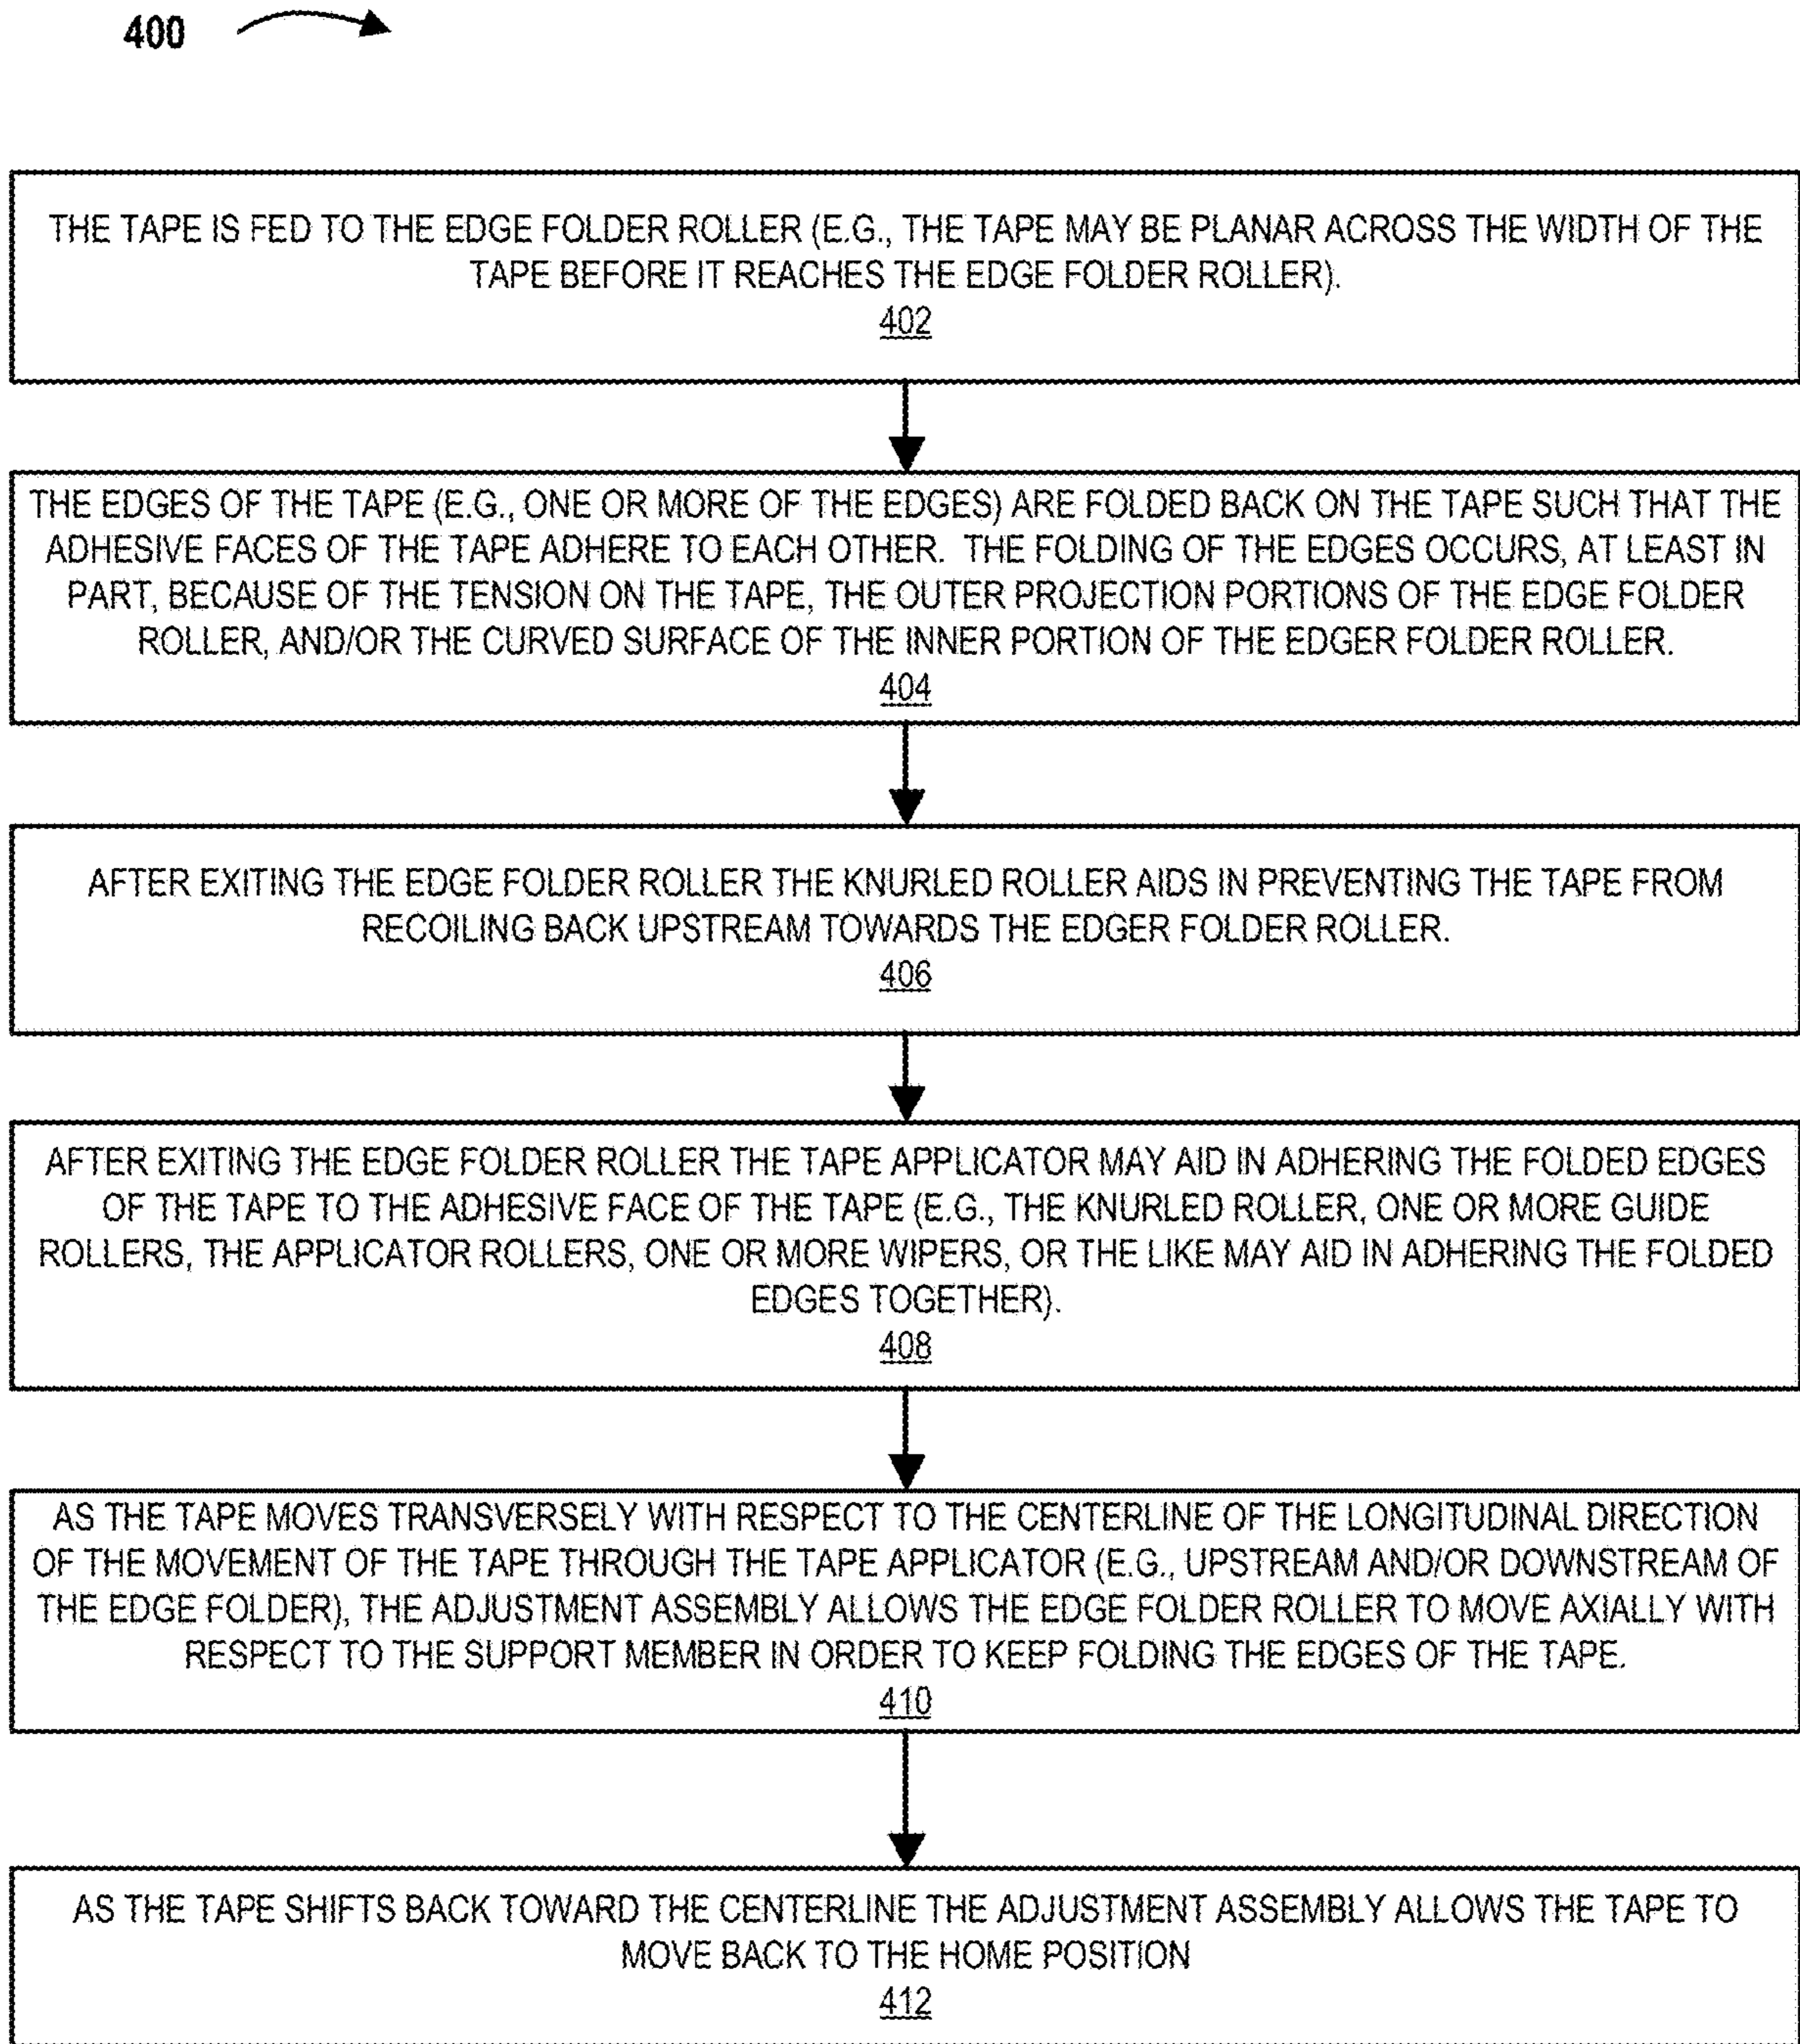 400
THE TAPE IS FED TO THE EDGE FOLDER ROLLER (E.G., THE TAPE MAY BE PLANAR ACROSS THE WIDTH OF THE
TAPE BEFORE IT REACHES THE EDGE FOLDER ROLLER).
402
THE EDGES OF THE TAPE (E.G., ONE OR MORE OF THE EDGES) ARE FOLDED BACK ON THE TAPE SUCH THAT THE
ADHESIVE FACES OF THE TAPE ADHERE TO EACH OTHER. THE FOLDING OF THE EDGES OCCURS, AT LEAST IN
PART, BECAUSE OF THE TENSION ON THE TAPE, THE OUTER PROJECTION PORTIONS OF THE EDGE FOLDER
ROLLER, AND/OR THE CURVED SURFACE OF THE INNER PORTION OF THE EDGER FOLDER ROLLER.
404
AFTER EXITING THE EDGE FOLDER ROLLER THE KNURLED ROLLER AIDS IN PREVENTING THE TAPE FROM
RECOILING BACK UPSTREAM TOWARDS THE EDGER FOLDER ROLLER.
406
AFTER EXITING THE EDGE FOLDER ROLLER THE TAPE APPLICATOR MAY AID IN ADHERING THE FOLDED EDGES
OF THE TAPE TO THE ADHESIVE FACE OF THE TAPE (E.G., THE KNURLED ROLLER, ONE OR MORE GUIDE
ROLLERS, THE APPLICATOR ROLLERS, ONE OR MORE WIPERS, OR THE LIKE MAY AID IN ADHERING THE FOLDED
EDGES TOGETHER).
408
AS THE TAPE MOVES TRANSVERSELY WITH RESPECT TO THE CENTERLINE OF THE LONGITUDINAL DIRECTION
OF THE MOVEMENT OF THE TAPE THROUGH THE TAPE APPLICATOR (E.G., UPSTREAM AND/OR DOWNSTREAM OF
THE EDGE FOLDER), THE ADJUSTMENT ASSEMBLY ALLOWS THE EDGE FOLDER ROLLER TO MOVE AXIALLY WITH
RESPECT TO THE SUPPORT MEMBER IN ORDER TO KEEP FOLDING THE EDGES OF THE TAPE.
410
AS THE TAPE SHIFTS BACK TOWARD THE CENTERLINE THE ADJUSTMENT ASSEMBLY ALLOWS THE TAPE TO
MOVE BACK TO THE HOME POSITION
412